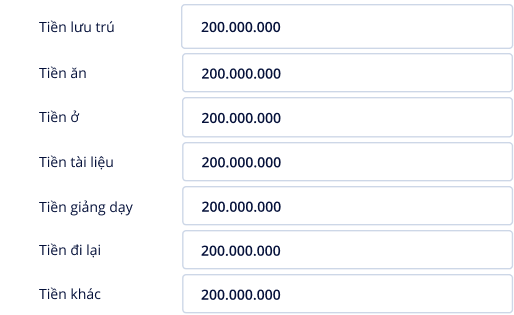 Tiền lưu trú 200.000.000
Tiền ăn 200.000.000
Tiền ở 200.000.000
Tiền tài liệu 200.000.000
Tiền giảng dạy 200.000.000
Tiền đi lại 200.000.000
Tiền khác 200.000.000